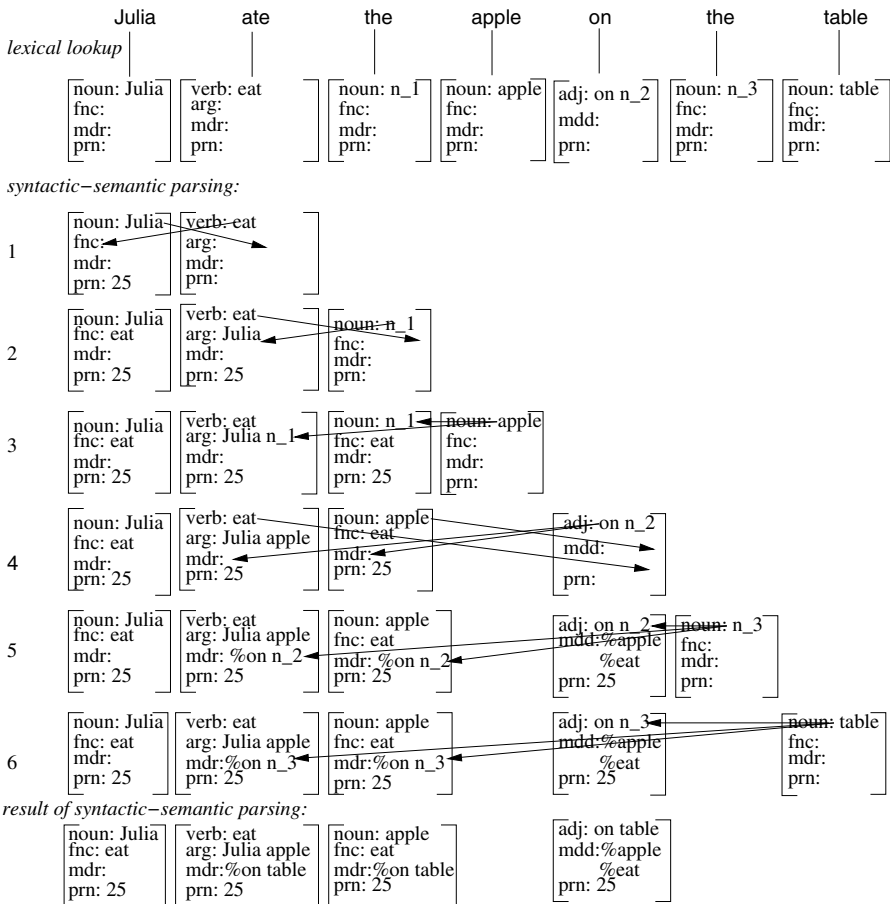 Julia ate the apple on the table
lexical lookup
noun: Julia verb: eat noun: n_1 noun: apple adj: on n_2 noun: n_3 noun: table
fnc: arg: fnc: fnc: mdd: fnc: fnc:
mdr: mdr: mdr: mdr: mdr: mdr:
prn: prn: prn: prn: prn: prn: prn:
syntactic−semantic parsing:
1
noun: Julia verb: eat
fnc: arg:
mdr: mdr:
prn: 25 prn:
2
noun: Julia verb: eat noun: n_1
fnc: eat arg: Julia fnc:
mdr: mdr: mdr:
prn: 25 prn: 25 prn:
3
noun: Julia verb: eat noun: n_1 noun: apple
fnc: eat arg: Julia n_1 fnc: eat fnc:
mdr: mdr: mdr: mdr:
prn: 25 prn: 25 prn: 25 prn:
4
noun: Julia verb: eat noun: apple adj: on n_2
fnc: eat arg: Julia apple fnc: eat mdd:
mdr: mdr: mdr:
prn: 25 prn: 25 prn: 25 prn:
5
noun: Julia verb: eat noun: apple adj: on n_2 noun: n_3
fnc: eat arg: Julia apple fnc: eat mdd:%apple fnc:
mdr: mdr: %on n_2 mdr: %on n_2 %eat mdr:
prn: 25 prn: 25 prn: 25 prn: 25 prn:
6
noun: Julia verb: eat noun: apple adj: on n_3 noun: table
fnc: eat arg: Julia apple fnc: eat mdd:%apple fnc:
mdr: mdr:%on n_3 mdr:%on n_3 %eat mdr:
prn: 25 prn: 25 prn: 25 prn: 25 prn:
result of syntactic−semantic parsing:
noun: Julia verb: eat noun: apple adj: on table
fnc: eat arg: Julia apple fnc: eat mdd:%apple
mdr: mdr:%on table mdr:%on table %eat
prn: 25 prn: 25 prn: 25 prn: 25